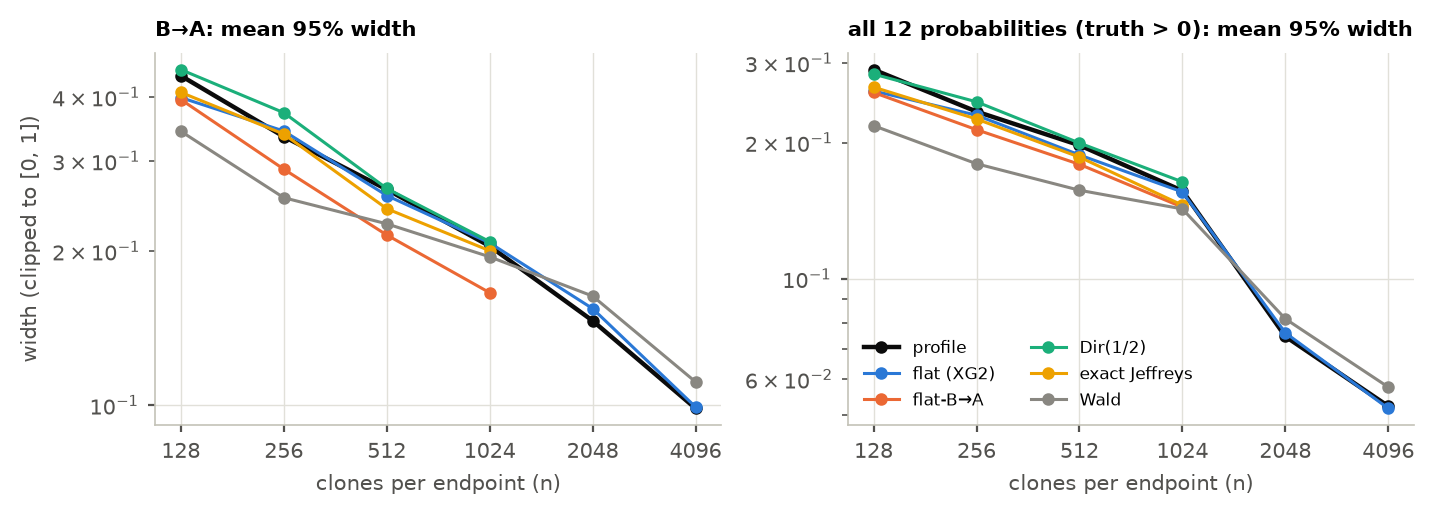 B→A: mean 95% width
width (clipped to [0, 1])
4 × 10⁻¹
3 × 10⁻¹
2 × 10⁻¹
10⁻¹
128 256 512 1024 2048 4096
clones per endpoint (n)
all 12 probabilities (truth > 0): mean 95% width
3 × 10⁻¹
2 × 10⁻¹
10⁻¹
6 × 10⁻²
profile
flat (XG2)
flat-B→A
Dir(1/2)
exact Jeffreys
Wald
128 256 512 1024 2048 4096
clones per endpoint (n)